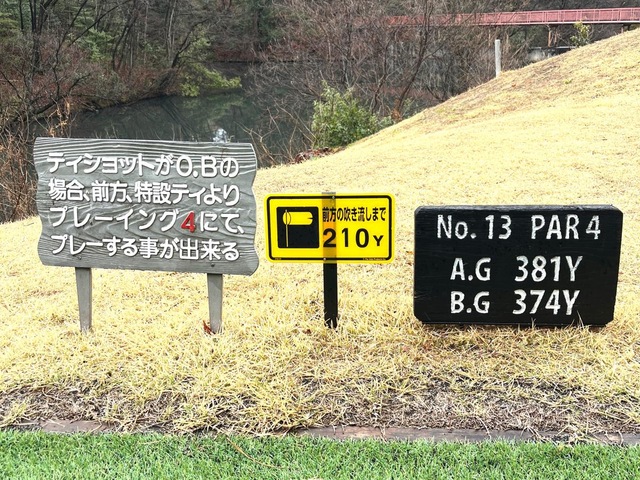 ティショットがO,Bの
場合、前方、特設ティより
プレーイング4にて、
プレーする事が出来る
前方の吹き流しまで
210Y
No. 13 PAR 4
A.G 381Y
B.G 374Y